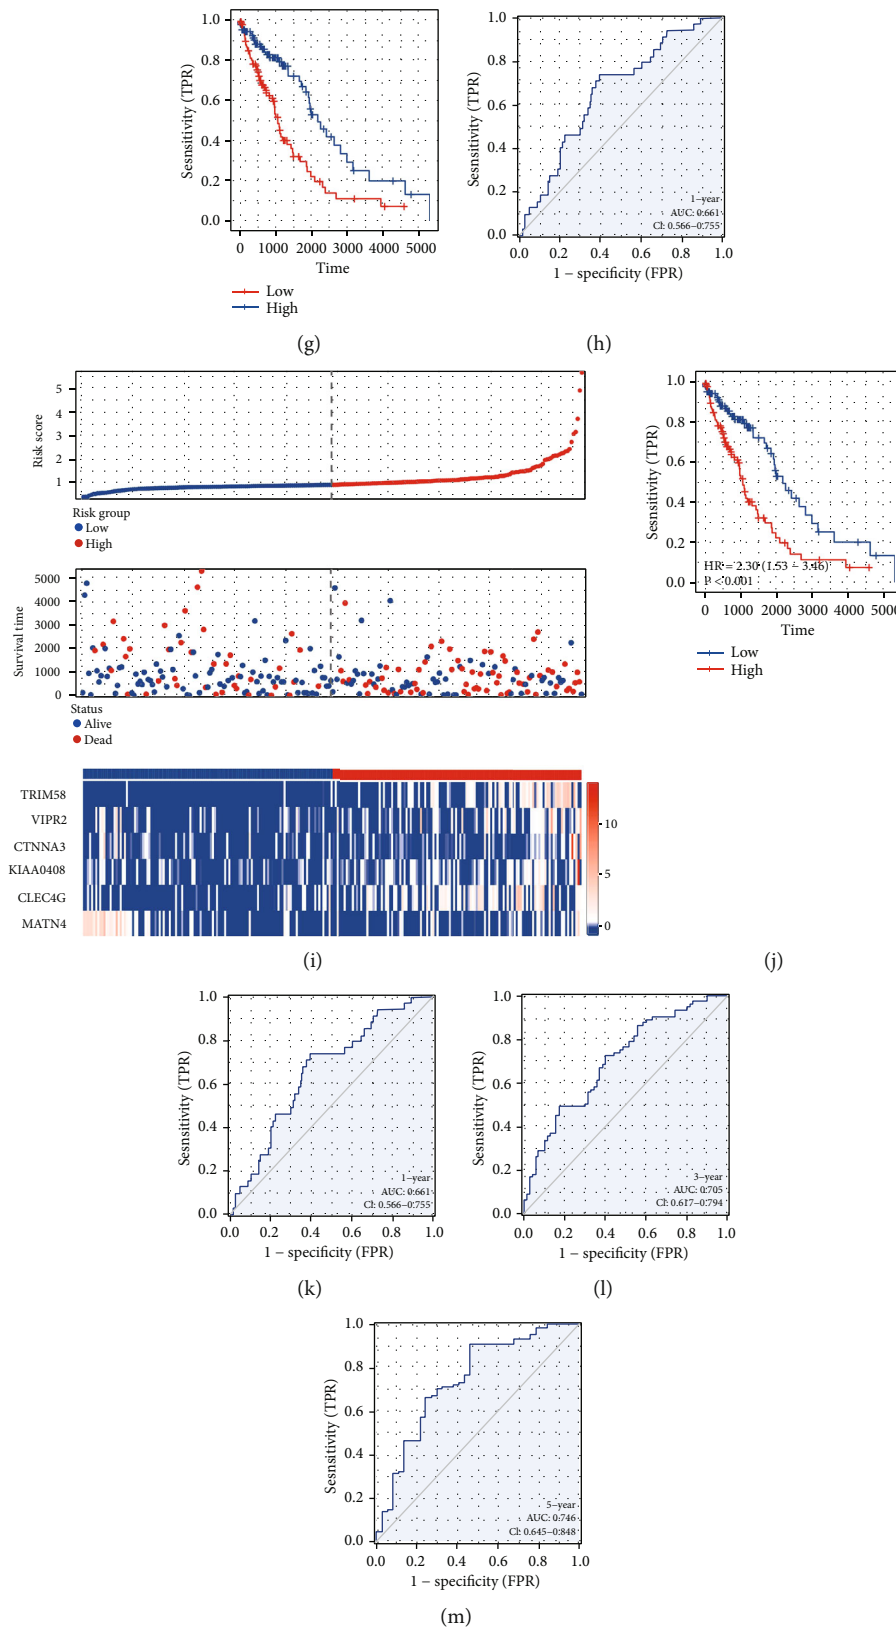 1.0
0.8
0.6
0.4
0.2
0.0
Sesnsitivity (TPR)
0 1000 2000 3000 4000 5000
Time
Low
High
(g)
1.0
0.8
0.6
0.4
0.2
0.0
Sesnsitivity (TPR)
1−year
AUC: 0.661
CI: 0.566−0.755
0.0 0.2 0.4 0.6 0.8 1.0
1 − specificity (FPR)
(h)
5
4
3
2
1
Risk score
Risk group
Low
High
5000
4000
3000
2000
1000
0
Survival time
Status
Alive
Dead
TRIM58
VIPR2
CTNNA3
KIAA0408
CLEC4G
MATN4
10
5
0
(i)
1.0
0.8
0.6
0.4
0.2
0.0
Sesnsitivity (TPR)
HR = 2.30 (1.53 − 3.46)
P < 0.001
0 1000 2000 3000 4000 5000
Time
Low
High
(j)
1.0
0.8
0.6
0.4
0.2
0.0
Sesnsitivity (TPR)
1−year
AUC: 0.661
CI: 0.566−0.755
0.0 0.2 0.4 0.6 0.8 1.0
1 − specificity (FPR)
(k)
1.0
0.8
0.6
0.4
0.2
0.0
Sesnsitivity (TPR)
3−year
AUC: 0.705
CI: 0.617−0.794
0.0 0.2 0.4 0.6 0.8 1.0
1 − specificity (FPR)
(l)
1.0
0.8
0.6
0.4
0.2
0.0
Sesnsitivity (TPR)
5−year
AUC: 0.746
CI: 0.645−0.848
0.0 0.2 0.4 0.6 0.8 1.0
1 − specificity (FPR)
(m)